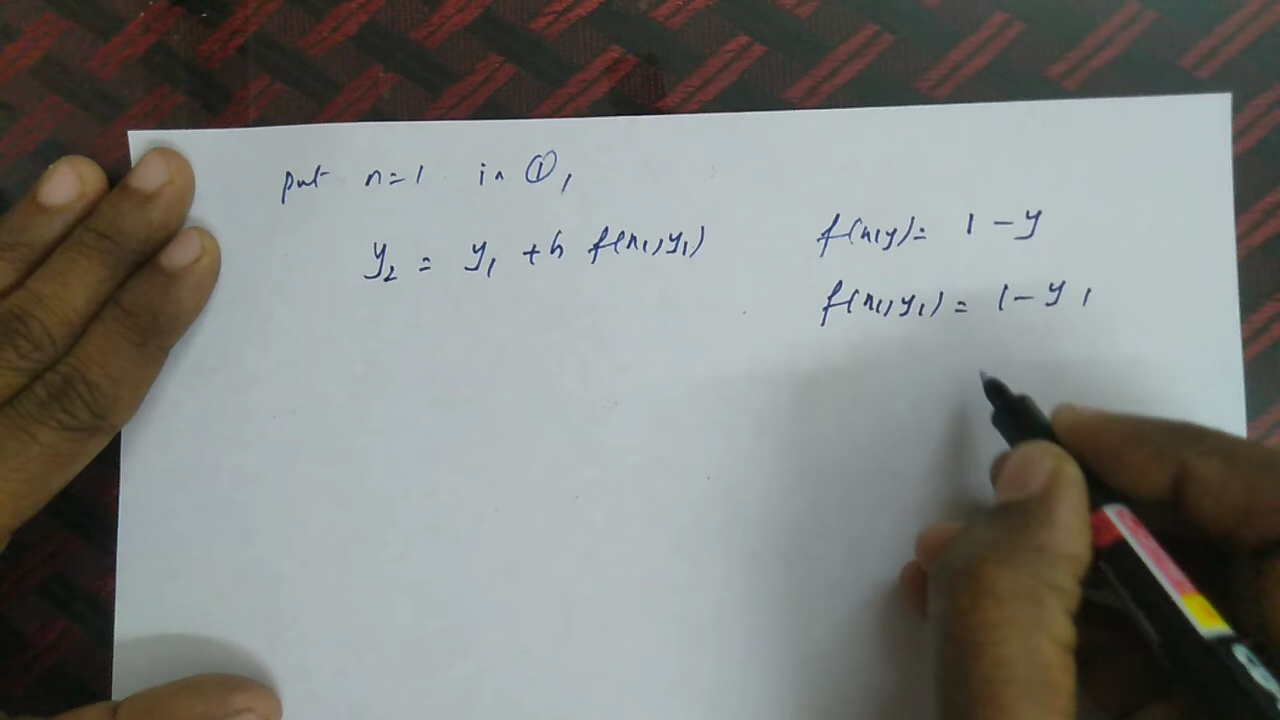 put n=1 in ①,
y₂ = y₁ + h f(x₁,y₁)
f(x,y)= 1-y
f(x₁,y₁) = 1-y₁